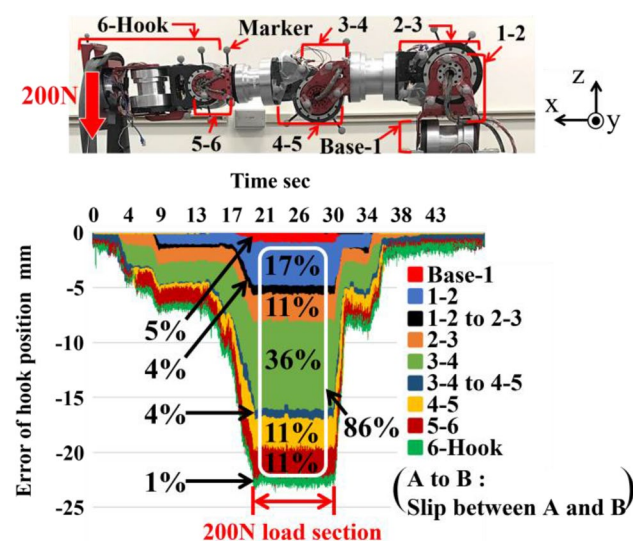 6-Hook
Marker
3-4
2-3
1-2
200N
5-6
4-5
Base-1
z
x
y
Time sec
0 4 9 13 17 21 26 30 34 38 43
Error of hook position mm
0
-5
-10
-15
-20
-25
17%
11%
5%
4%
36%
4%
11%
86%
11%
1%
Base-1
1-2
1-2 to 2-3
2-3
3-4
3-4 to 4-5
4-5
5-6
6-Hook
(A to B :
Slip between A and B)
200N load section